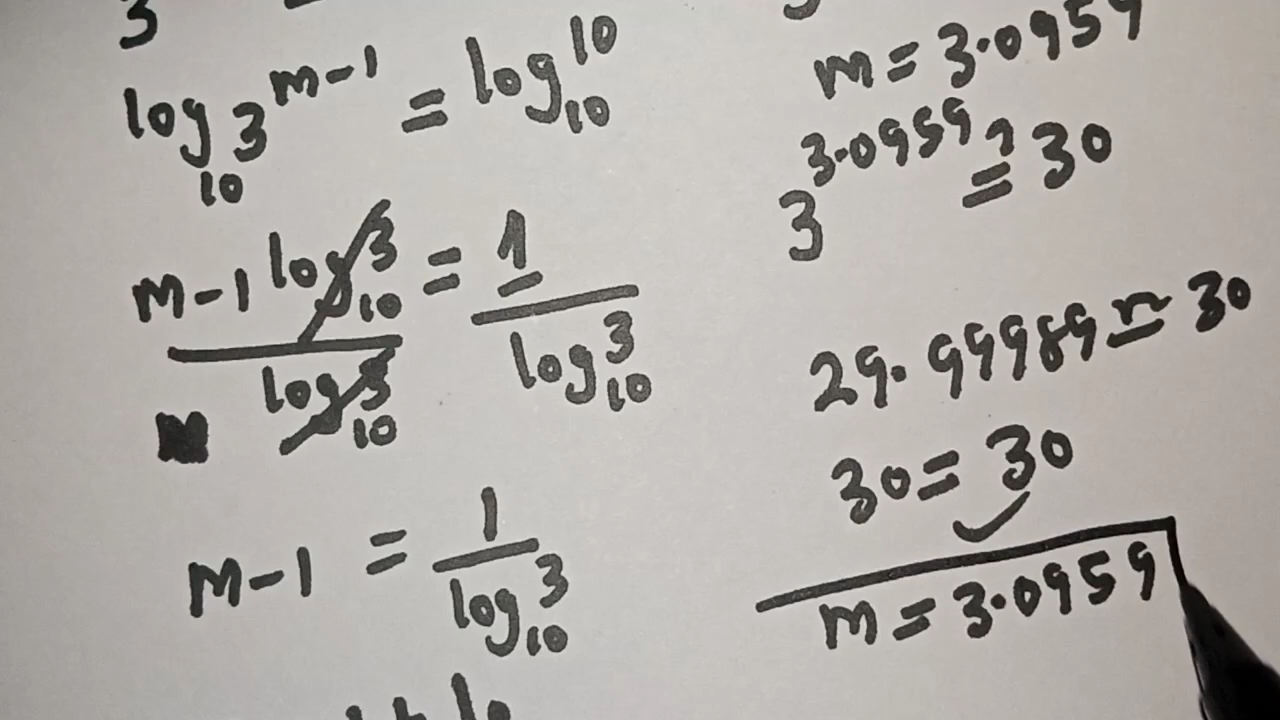 3
log₁₀ 3^(m-1) = log₁₀ 10
m-1 log₁₀ 3 / log₁₀ 3 = 1 / log₁₀ 3
m-1 = 1 / log₁₀ 3
m = 3.0959
3^3.0959 ≟ 30
29.99989 ≃ 30
30 = 30
m = 3.0959